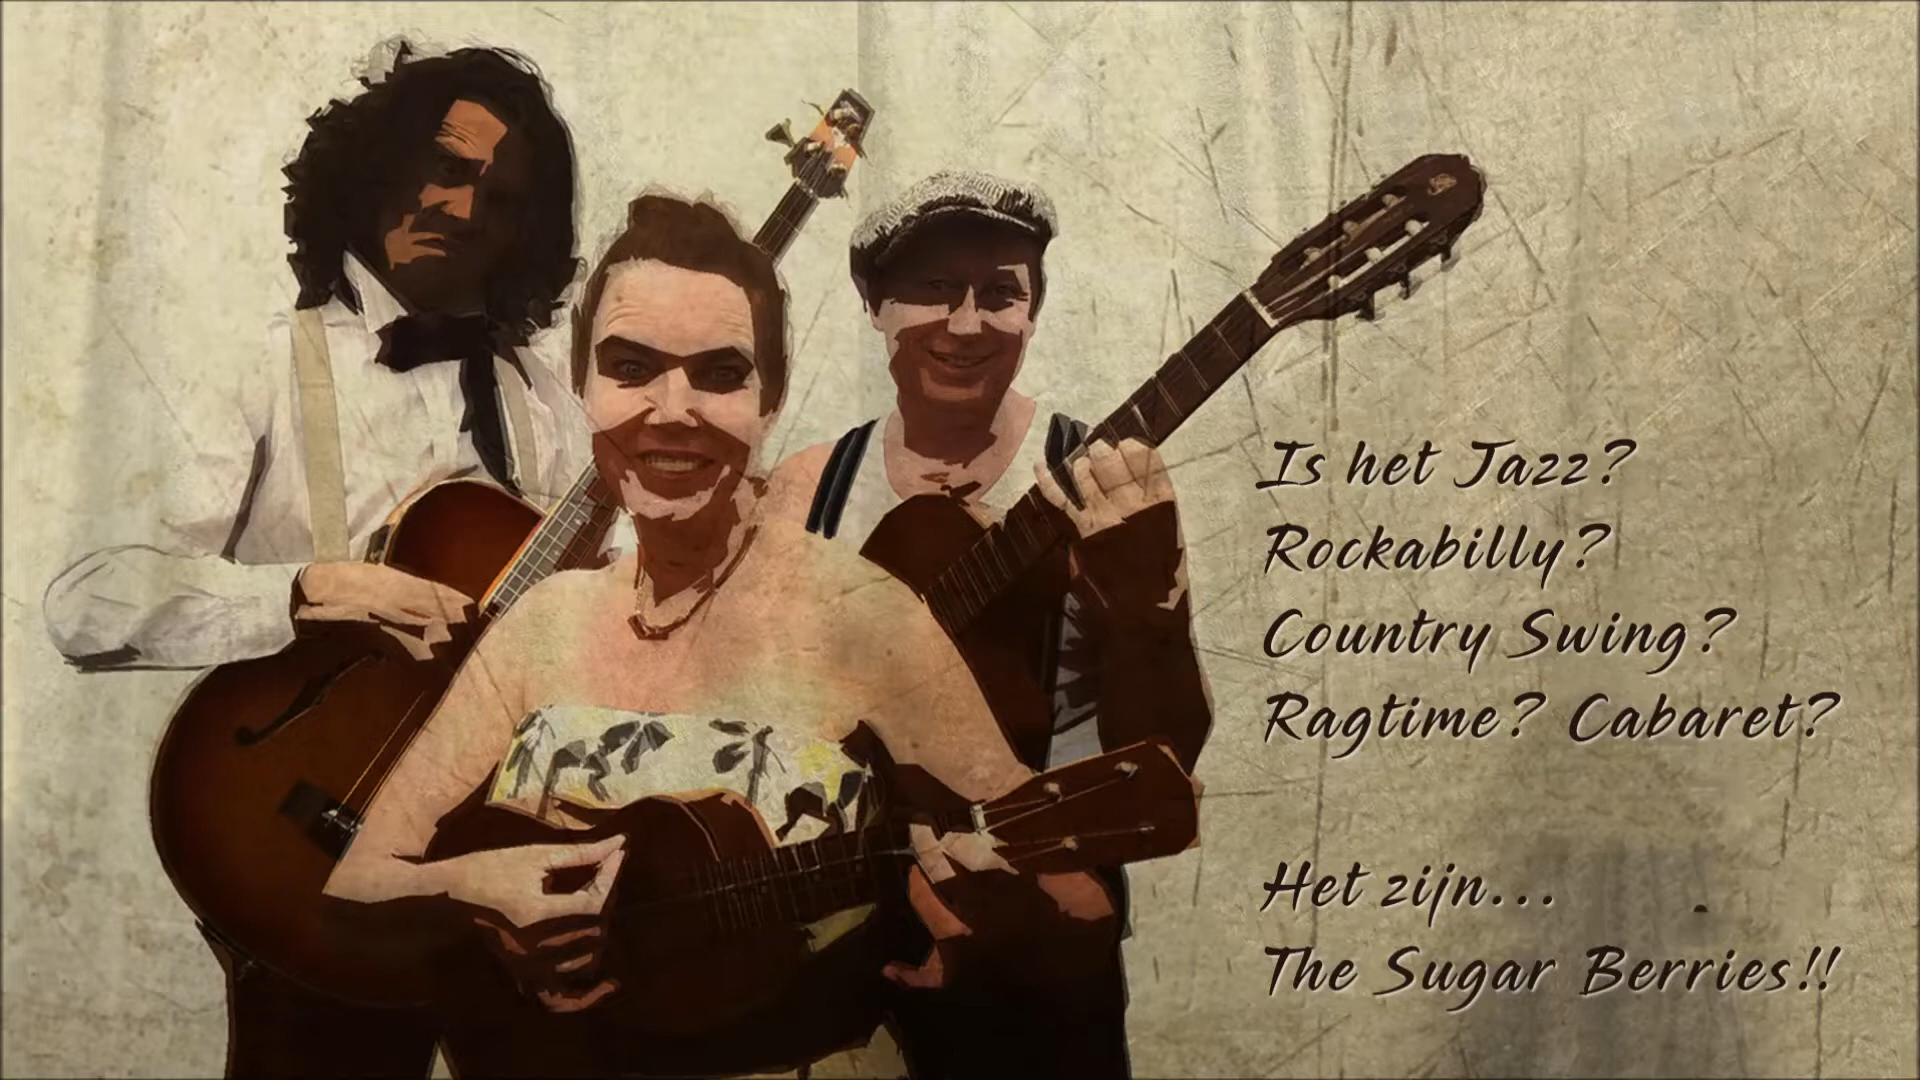 Is het Jazz?
Rockabilly?
Country Swing?
Ragtime? Cabaret?
Het zijn...
The Sugar Berries!!